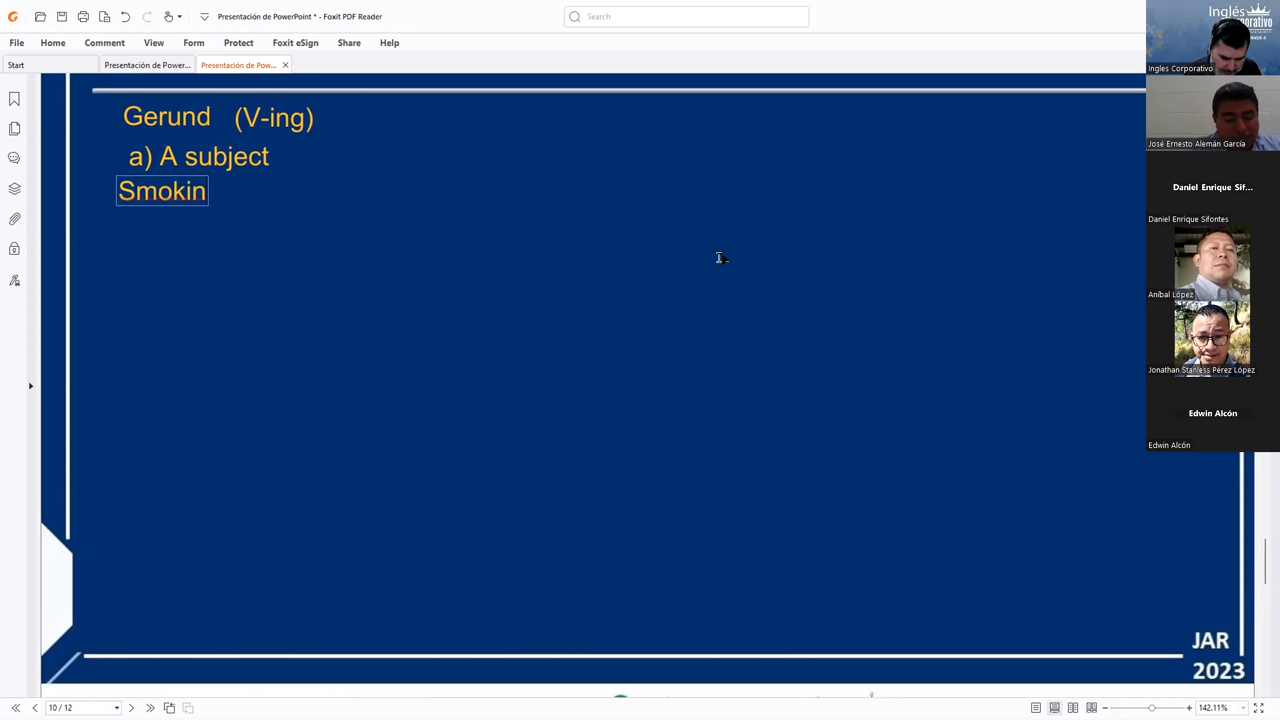 Presentación de PowerPoint * - Foxit PDF Reader
Search
File Home Comment View Form Protect Foxit eSign Share Help
Start
Presentación de Power...
Presentación de Pow...
Gerund (V-ing)
a) A subject
Smokin
JAR
2023
10 / 12
142.11%
Inglés
Corporativo
Ingles Corporativo
José Ernesto Alemán García
Daniel Enrique Sif...
Daniel Enrique Sifontes
Aníbal López
Jonathan Stanless Pérez López
Edwin Alcón
Edwin Alcón